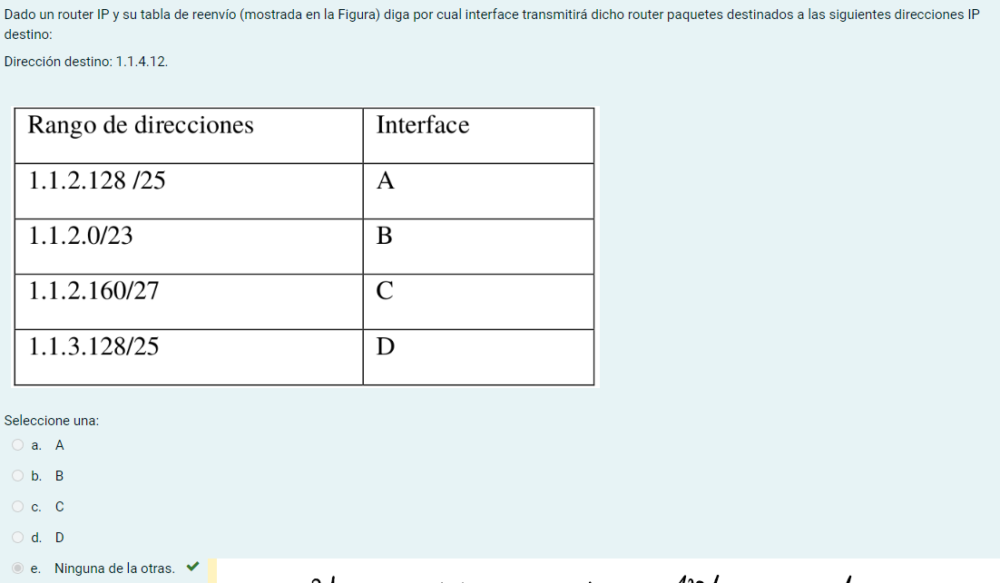 Dado un router IP y su tabla de reenvío (mostrada en la Figura) diga por cual interface transmitirá dicho router paquetes destinados a las siguientes direcciones IP
destino:
Dirección destino: 1.1.4.12.
Rango de direcciones Interface
1.1.2.128 /25 A
1.1.2.0/23 B
1.1.2.160/27 C
1.1.3.128/25 D
Seleccione una:
a. A
b. B
c. C
d. D
e. Ninguna de la otras.